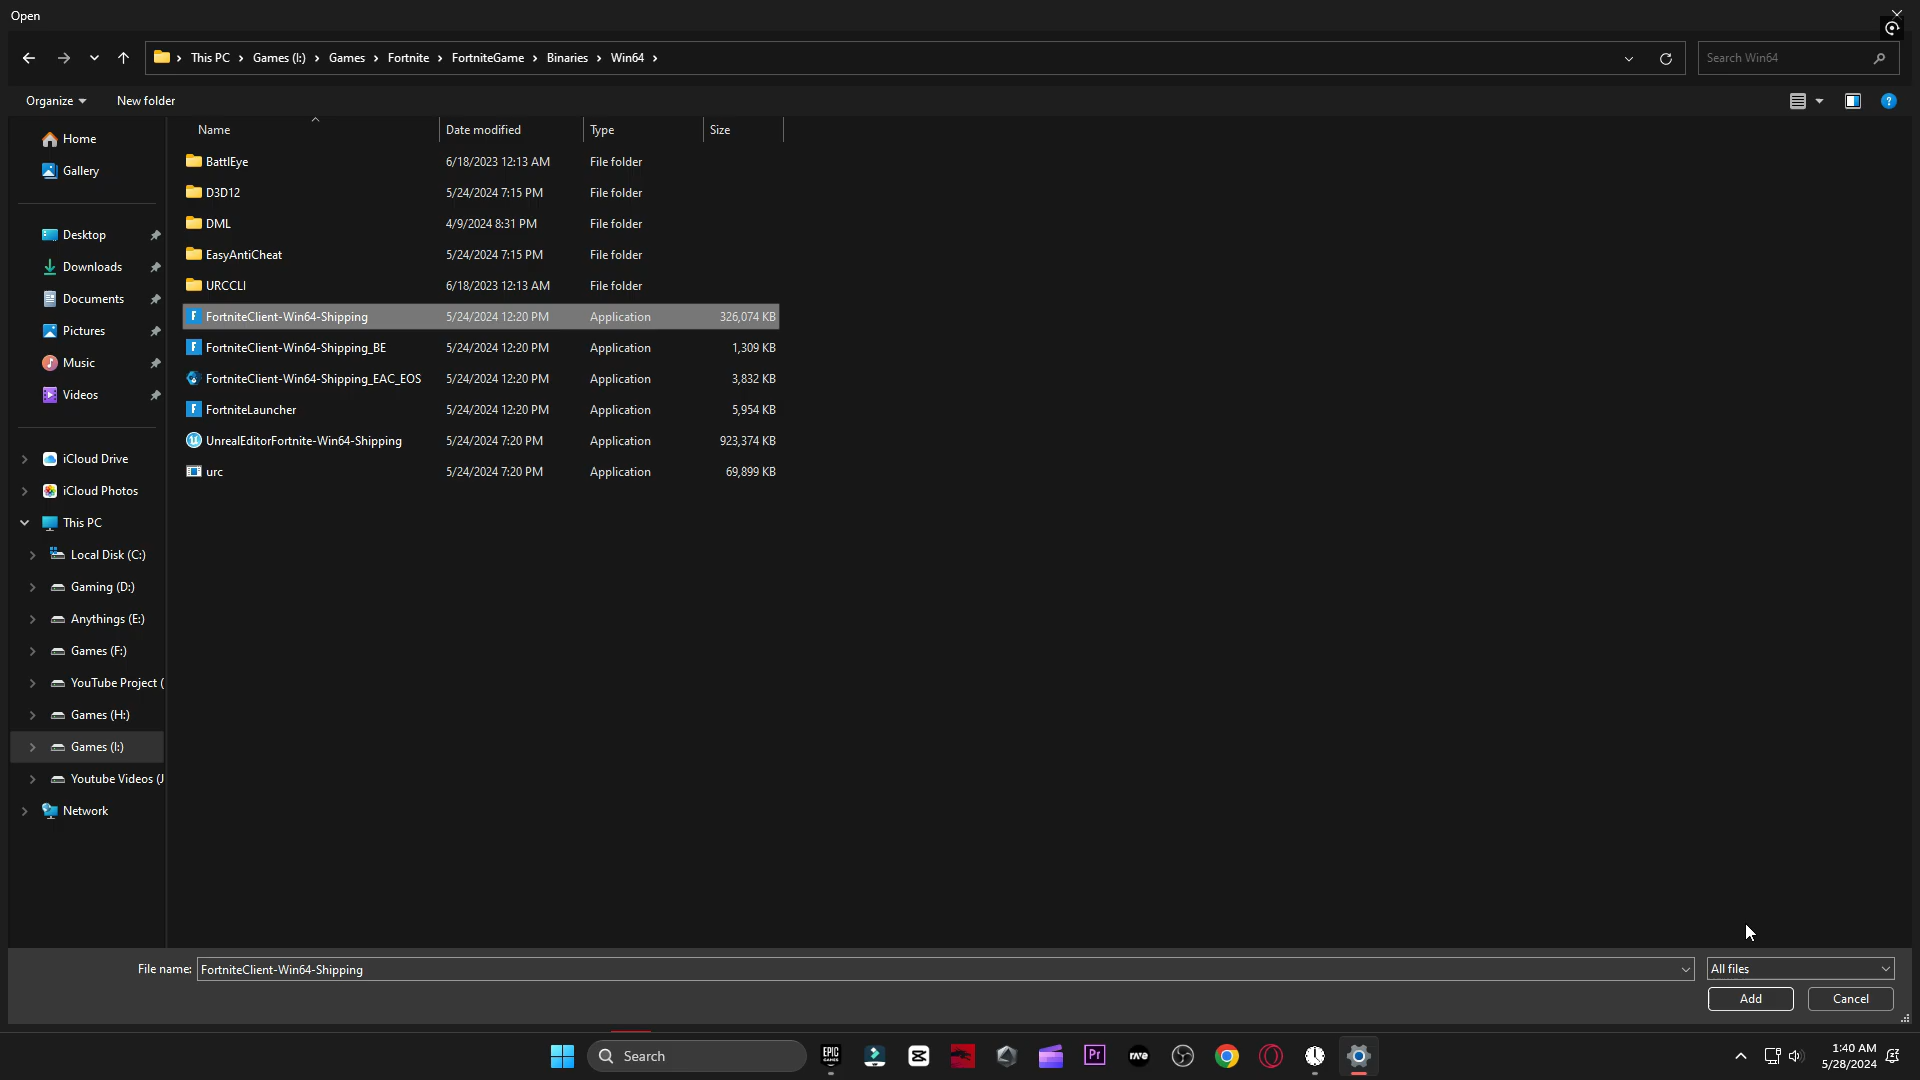 Open
This PC > Games (I:) > Games > Fortnite > FortniteGame > Binaries > Win64 >
Search Win64
Organize
New folder
Name
Date modified
Type
Size
Home
Gallery
Desktop
Downloads
Documents
Pictures
Music
Videos
iCloud Drive
iCloud Photos
This PC
Local Disk (C:)
Gaming (D:)
Anythings (E:)
Games (F:)
YouTube Project (
Games (H:)
Games (I:)
Youtube Videos (J
Network
BattlEye 6/18/2023 12:13 AM File folder
D3D12 5/24/2024 7:15 PM File folder
DML 4/9/2024 8:31 PM File folder
EasyAntiCheat 5/24/2024 7:15 PM File folder
URCCLI 6/18/2023 12:13 AM File folder
FortniteClient-Win64-Shipping 5/24/2024 12:20 PM Application 326,074 KB
FortniteClient-Win64-Shipping_BE 5/24/2024 12:20 PM Application 1,309 KB
FortniteClient-Win64-Shipping_EAC_EOS 5/24/2024 12:20 PM Application 3,832 KB
FortniteLauncher 5/24/2024 12:20 PM Application 5,954 KB
UnrealEditorFortnite-Win64-Shipping 5/24/2024 7:20 PM Application 923,374 KB
urc 5/24/2024 7:20 PM Application 69,899 KB
File name: FortniteClient-Win64-Shipping
All files
Add
Cancel
Search
EPIC GAMES
Pr
rave
1:40 AM
5/28/2024